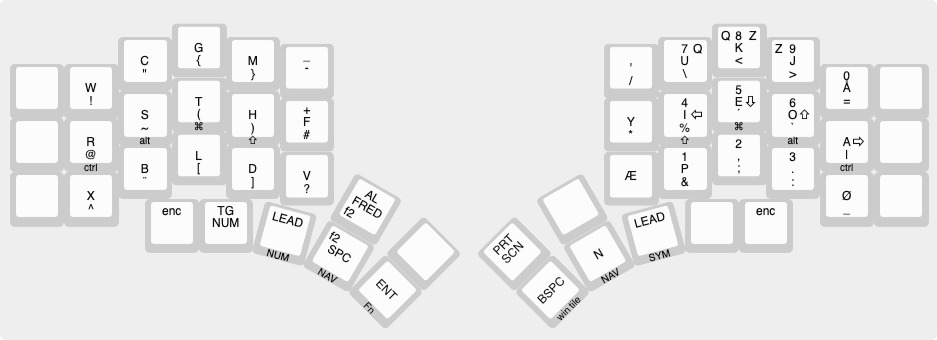 W
!
C
"
G
{
M
}
_
-
R
@
ctrl
S
~
alt
T
(
⌘
H
)
⇧
+
F
#
X
^
B
¨
L
[
D
]
V
?
enc
TG
NUM
LEAD
NUM
AL
FRED
f2
f2
SPC
NAV
ENT
Fn
'
/
7 Q
U
\
Q 8 Z
K
<
Z 9
J
>
0
Å
=
Y
*
4
I ⇦
%
⇧
5
E ⇩
´
⌘
6
O ⇧
`
alt
A ⇨
|
ctrl
Æ
1
P
&
2
,
;
3
.
:
Ø
_
PRT
SCN
BSPC
win tile
N
NAV
LEAD
SYM
enc